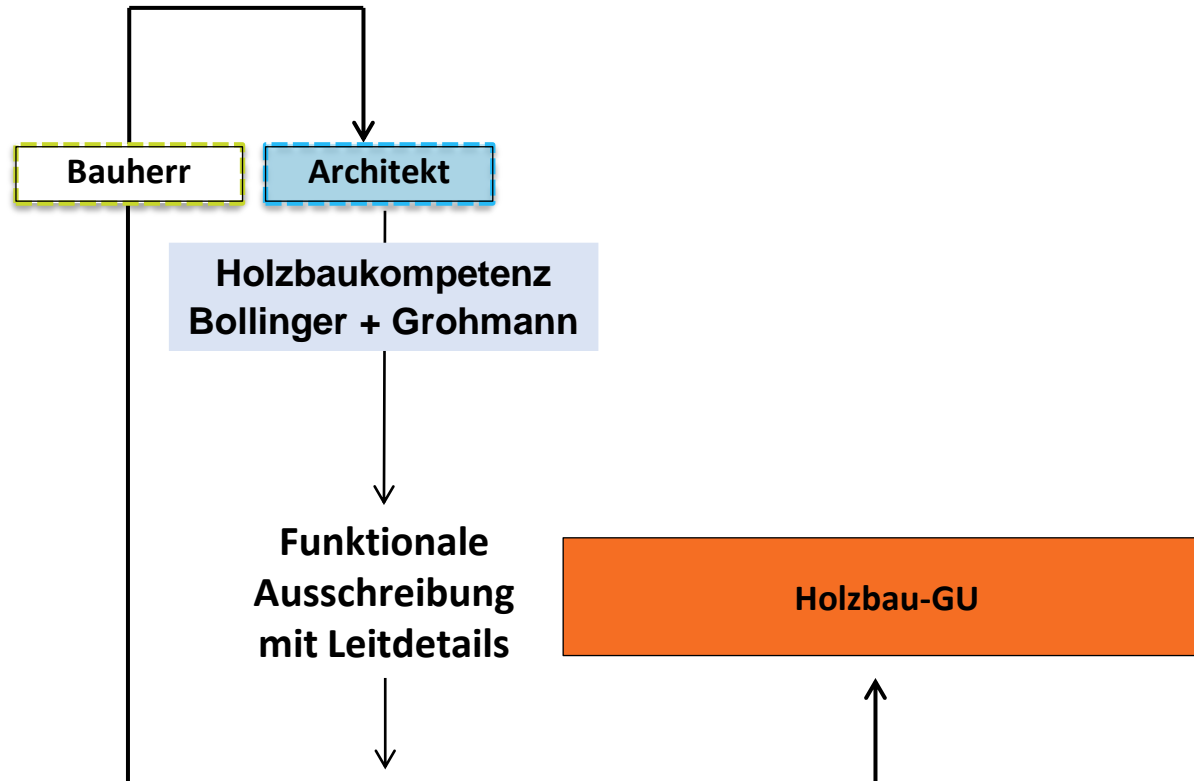 Bauherr
Architekt
Holzbaukompetenz
Bollinger + Grohmann
Funktionale
Ausschreibung
mit Leitdetails
Holzbau-GU